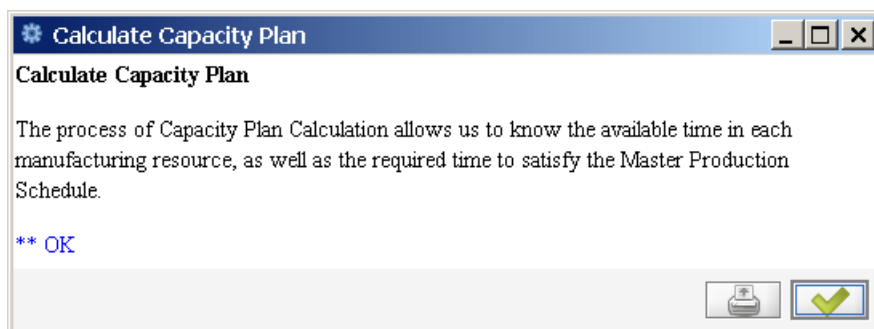 Calculate Capacity Plan
Calculate Capacity Plan
The process of Capacity Plan Calculation allows us to know the available time in each
manufacturing resource, as well as the required time to satisfy the Master Production
Schedule.
** OK